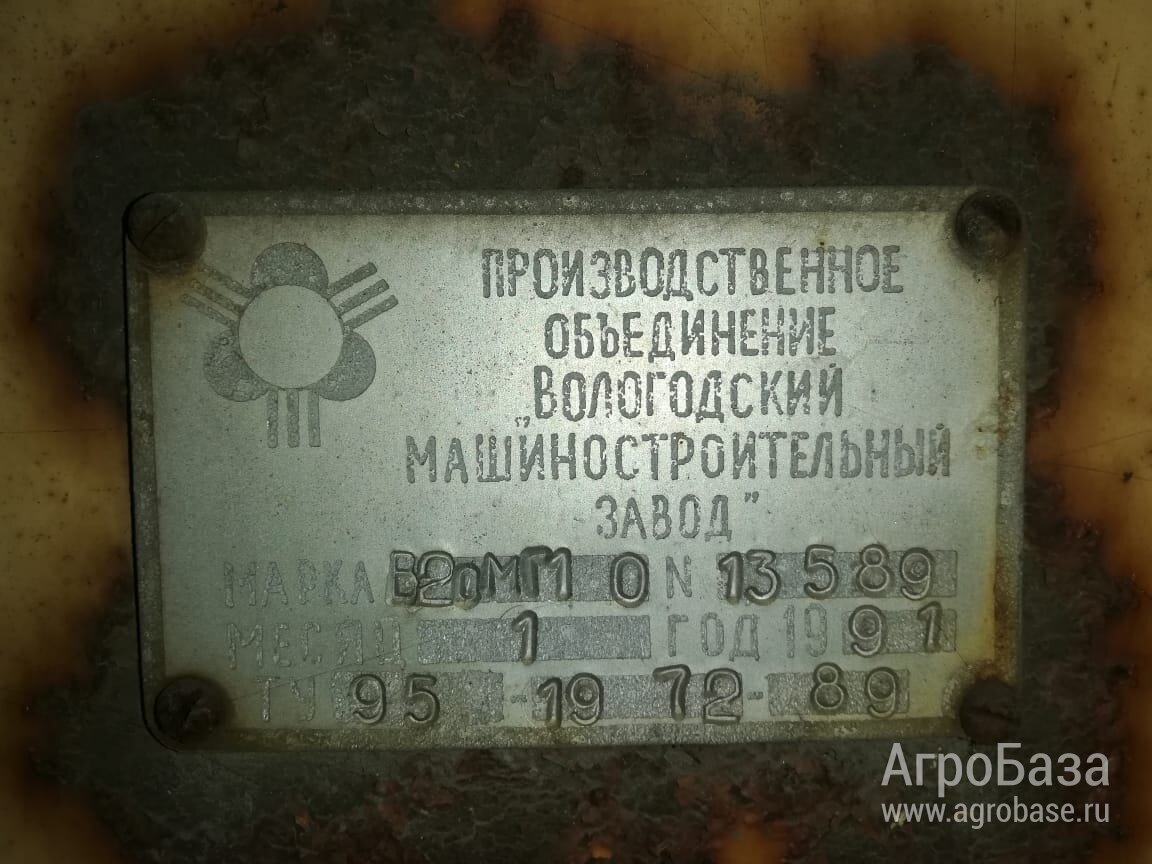 ПРОИЗВОДСТВЕННОЕ
ОБЪЕДИНЕНИЕ
„ВОЛОГОДСКИЙ
МАШИНОСТРОИТЕЛЬНЫЙ
ЗАВОД”
МАРКА В2оМГ1 0 N 13589
МЕСЯЦ 1 ГОД 1991
ТУ 95-1972-89
АгроБаза
www.agrobase.ru